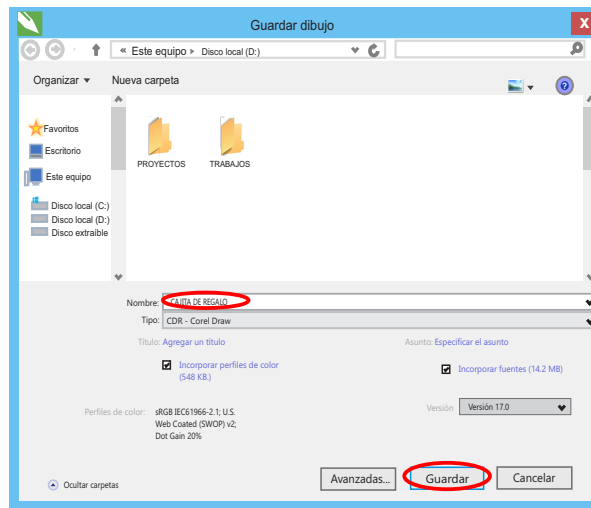 Guardar dibujo
X
« Este equipo Disco local (D:)
Organizar Nueva carpeta
?
Favoritos
Escritorio
Este equipo
Disco local (C:)
Disco local (D:)
Disco extraible
PROYECTOS TRABAJOS
Nombre: CAJITA DE REGALO
Tipo: CDR - Corel Draw
Título: Agregar un título Asunto: Especificar el asunto
Incorporar perfiles de color
(548 KB.)
Incorporar fuentes (14.2 MB)
Perfiles de color: sRGB IEC61966-2.1; U.S.
Web Coated (SWOP) v2;
Dot Gain 20%
Versión Versión 17.0
Ocultar carpetas Avanzadas... Guardar Cancelar